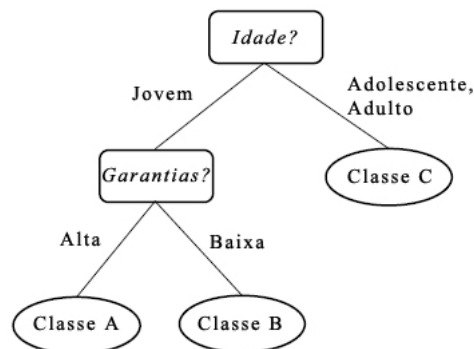 Idade?
Jovem
Adolescente,
Adulto
Garantias?
Classe C
Alta
Baixa
Classe A
Classe B